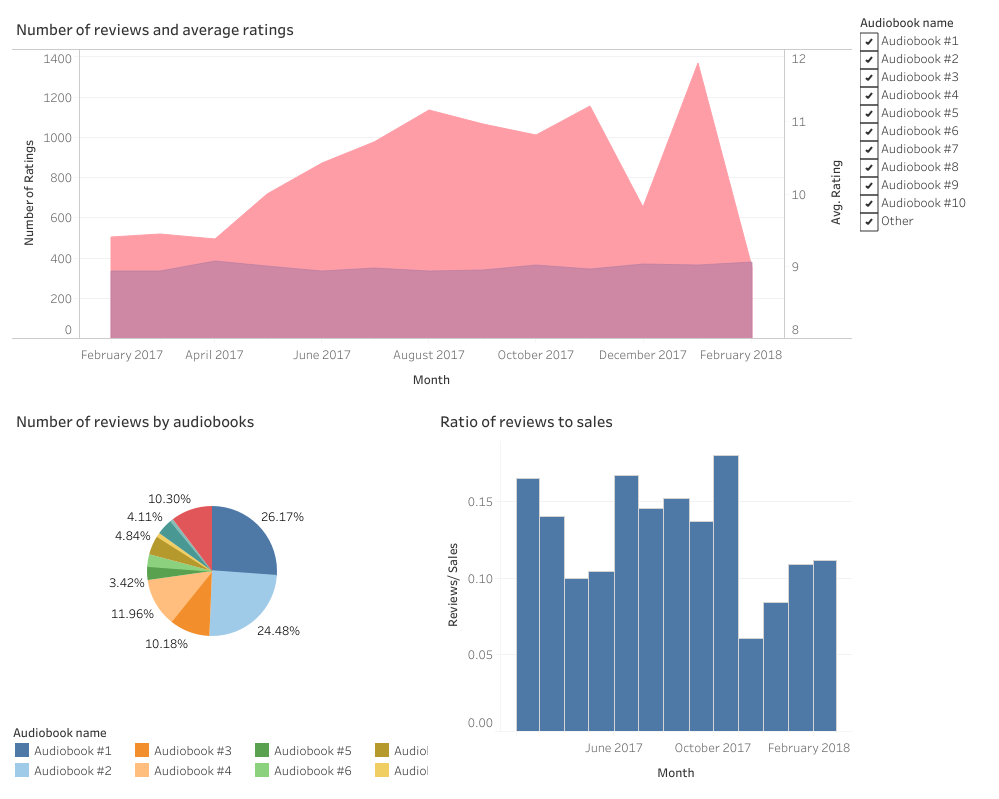 Number of reviews and average ratings
Audiobook name
Audiobook #1
Audiobook #2
Audiobook #3
Audiobook #4
Audiobook #5
Audiobook #6
Audiobook #7
Audiobook #8
Audiobook #9
Audiobook #10
Other
Number of Ratings
1400
1200
1000
800
600
400
200
0
12
11
10
9
8
Avg. Rating
February 2017 April 2017 June 2017 August 2017 October 2017 December 2017 February 2018
Month
Number of reviews by audiobooks
10.30%
4.11%
4.84%
3.42%
11.96%
10.18%
26.17%
24.48%
Audiobook name
Audiobook #1 Audiobook #3 Audiobook #5 Audiol
Audiobook #2 Audiobook #4 Audiobook #6 Audiol
Ratio of reviews to sales
Reviews/ Sales
0.15
0.10
0.05
0.00
June 2017 October 2017 February 2018
Month